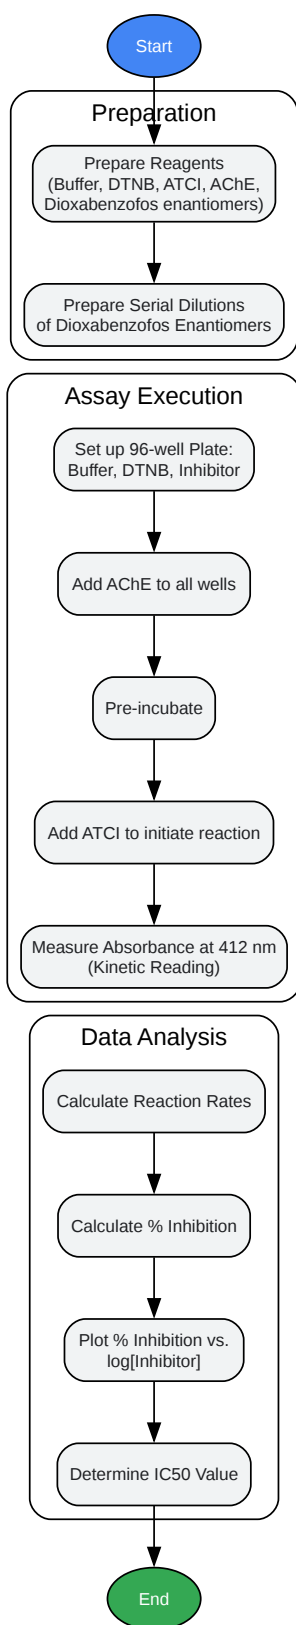 Start
Preparation
Prepare Reagents
(Buffer, DTNB, ATCI, AChE,
Dioxabenzofos enantiomers)
Prepare Serial Dilutions
of Dioxabenzofos Enantiomers
Assay Execution
Set up 96-well Plate:
Buffer, DTNB, Inhibitor
Add AChE to all wells
Pre-incubate
Add ATCI to initiate reaction
Measure Absorbance at 412 nm
(Kinetic Reading)
Data Analysis
Calculate Reaction Rates
Calculate % Inhibition
Plot % Inhibition vs.
log[Inhibitor]
Determine IC50 Value
End